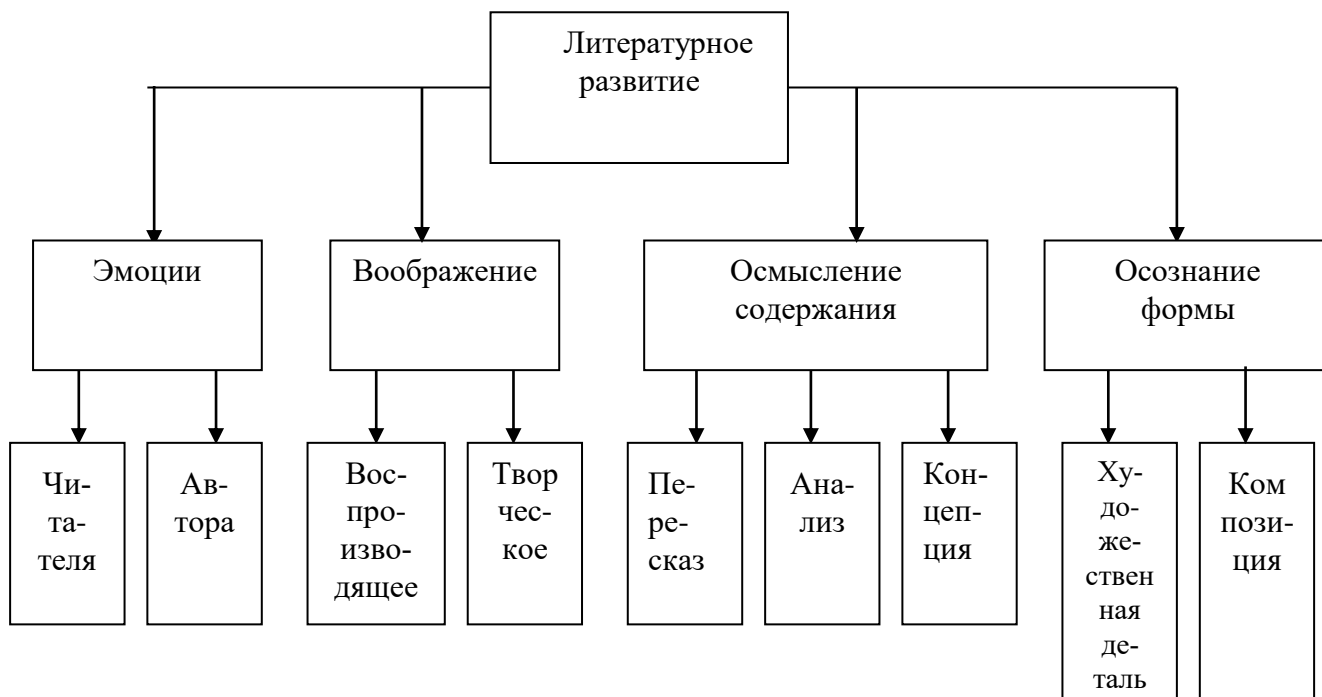 Литературное
развитие
Эмоции
Воображение
Осмысление
содержания
Осознание
формы
Чи-
та-
теля
Ав-
тора
Вос-
про-
изво-
дящее
Твор
чес-
кое
Пе-
ре-
сказ
Ана-
лиз
Кон-
цеп-
ция
Ху-
до-
же-
ствен
ная
де-
таль
Ком
пози-
ция